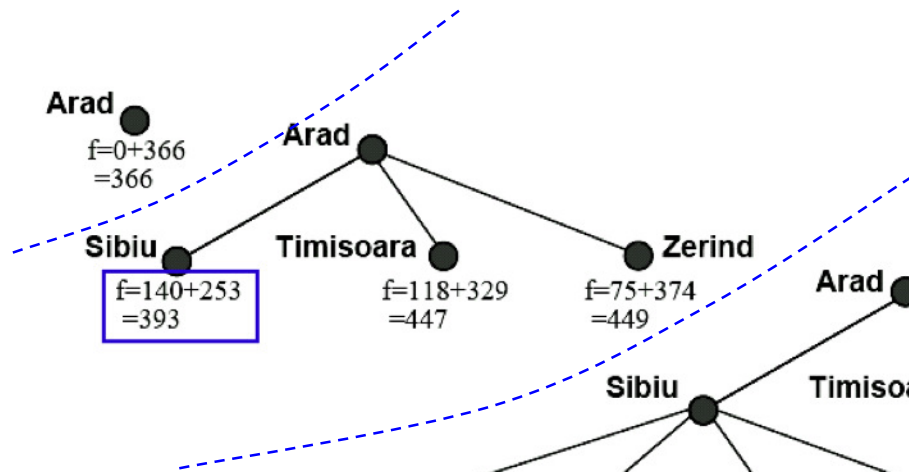 Arad
f=0+366
=366
Arad
Sibiu
f=140+253
=393
Timisoara
f=118+329
=447
Zerind
f=75+374
=449
Arad
Sibiu
Timisoa